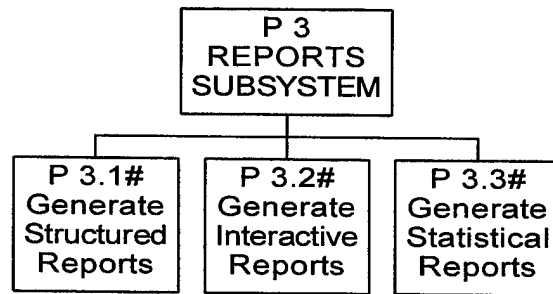 P 3
REPORTS
SUBSYSTEM
P 3.1#
Generate
Structured
Reports
P 3.2#
Generate
Interactive
Reports
P 3.3#
Generate
Statistical
Reports